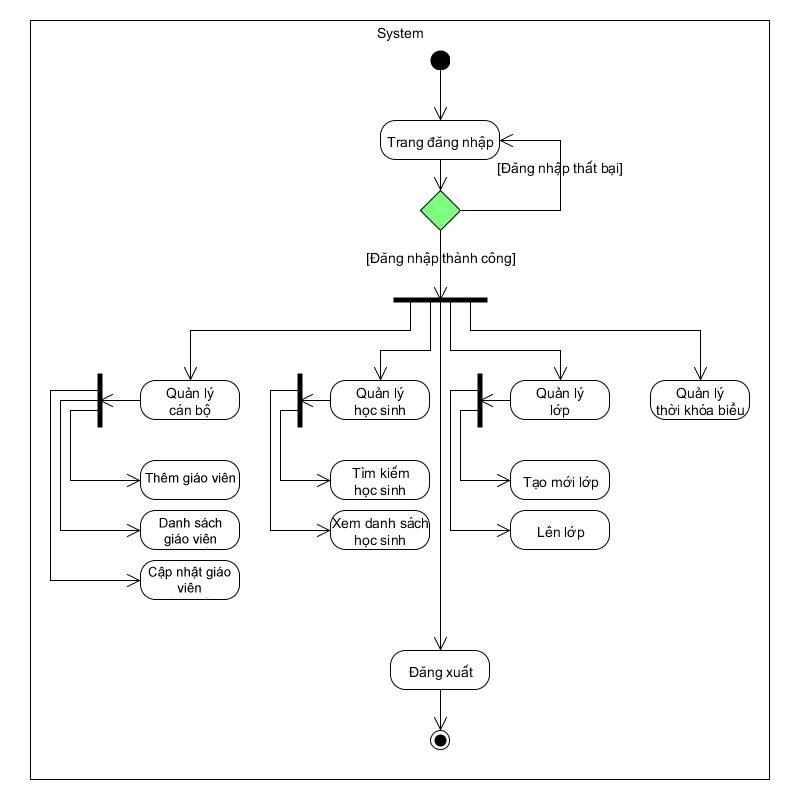 System
Trang đăng nhập
[Đăng nhập thất bại]
[Đăng nhập thành công]
Quản lý
cán bộ
Quản lý
học sinh
Quản lý
lớp
Quản lý
thời khóa biểu
Thêm giáo viên
Tìm kiếm
học sinh
Tạo mới lớp
Danh sách
giáo viên
Xem danh sách
học sinh
Lên lớp
Cập nhật giáo
viên
Đăng xuất